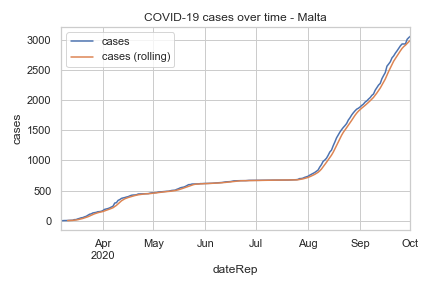 COVID-19 cases over time - Malta
cases
cases (rolling)
3000
2500
2000
1500
1000
500
0
cases
Apr
2020
May
Jun
Jul
Aug
Sep
Oct
dateRep